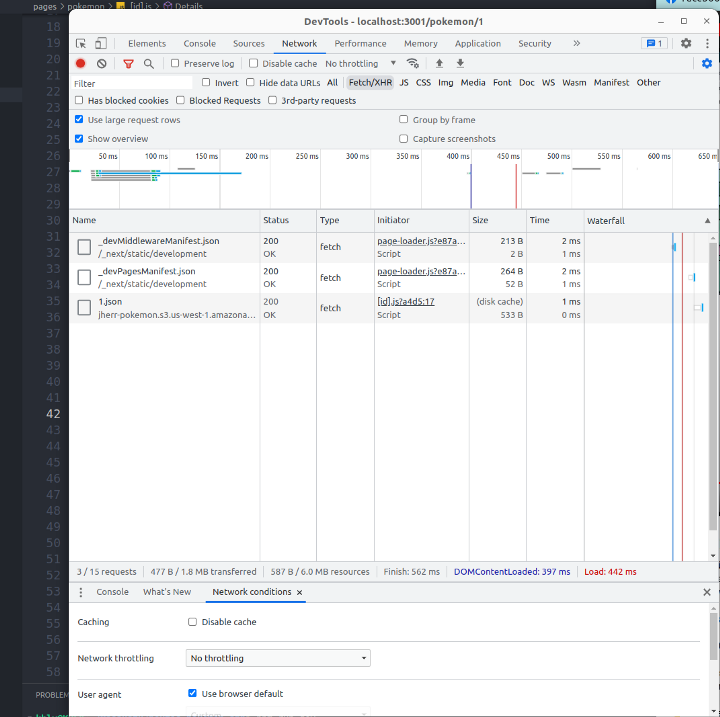 pages › pokemon › [id].js › Details
DevTools - localhost:3001/pokemon/1
Elements Console Sources Network Performance Memory Application Security » 1
Preserve log Disable cache No throttling
Filter Invert Hide data URLs All Fetch/XHR JS CSS Img Media Font Doc WS Wasm Manifest Other
Has blocked cookies Blocked Requests 3rd-party requests
Use large request rows Group by frame
Show overview Capture screenshots
50 ms 100 ms 150 ms 200 ms 250 ms 300 ms 350 ms 400 ms 450 ms 500 ms 550 ms 600 ms 650 m
Name Status Type Initiator Size Time Waterfall
_devMiddlewareManifest.json 200 fetch page-loader.js?e87a... 213 B 2 ms
/_next/static/development OK Script 2 B 1 ms
_devPagesManifest.json 200 fetch page-loader.js?e87a... 264 B 2 ms
/_next/static/development OK Script 52 B 1 ms
1.json 200 fetch [id].js?a4d5:17 (disk cache) 1 ms
jherr-pokemon.s3.us-west-1.amazona... OK Script 533 B 0 ms
3 / 15 requests 477 B / 1.8 MB transferred 587 B / 6.0 MB resources Finish: 562 ms DOMContentLoaded: 397 ms Load: 442 ms
Console What's New Network conditions ×
Caching Disable cache
Network throttling No throttling
User agent Use browser default
Custom...
18
19
20
21
22
23
24
25
26
27
28
29
30
31
32
33
34
35
36
37
38
39
40
41
42
43
44
45
46
47
48
49
50
51
52
53
54
55
56
57
58
PROBLEM